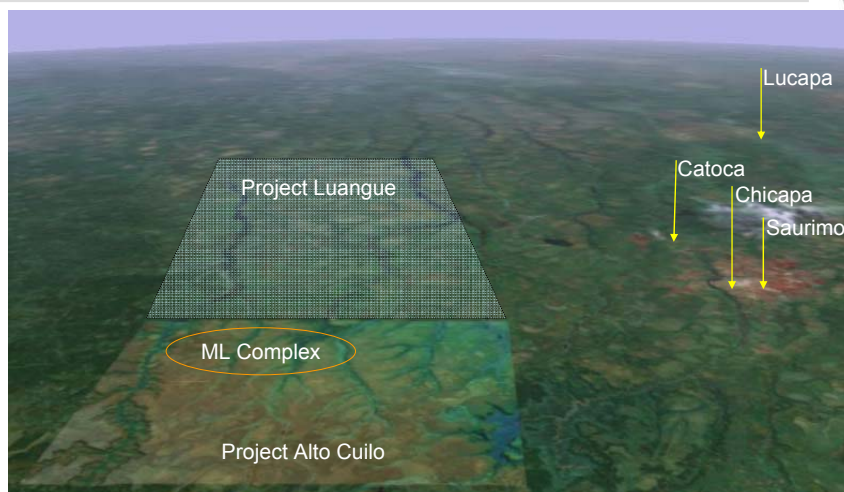 Lucapa
Catoca
Project Luangue
Chicapa
Saurimo
ML Complex
Project Alto Cuilo